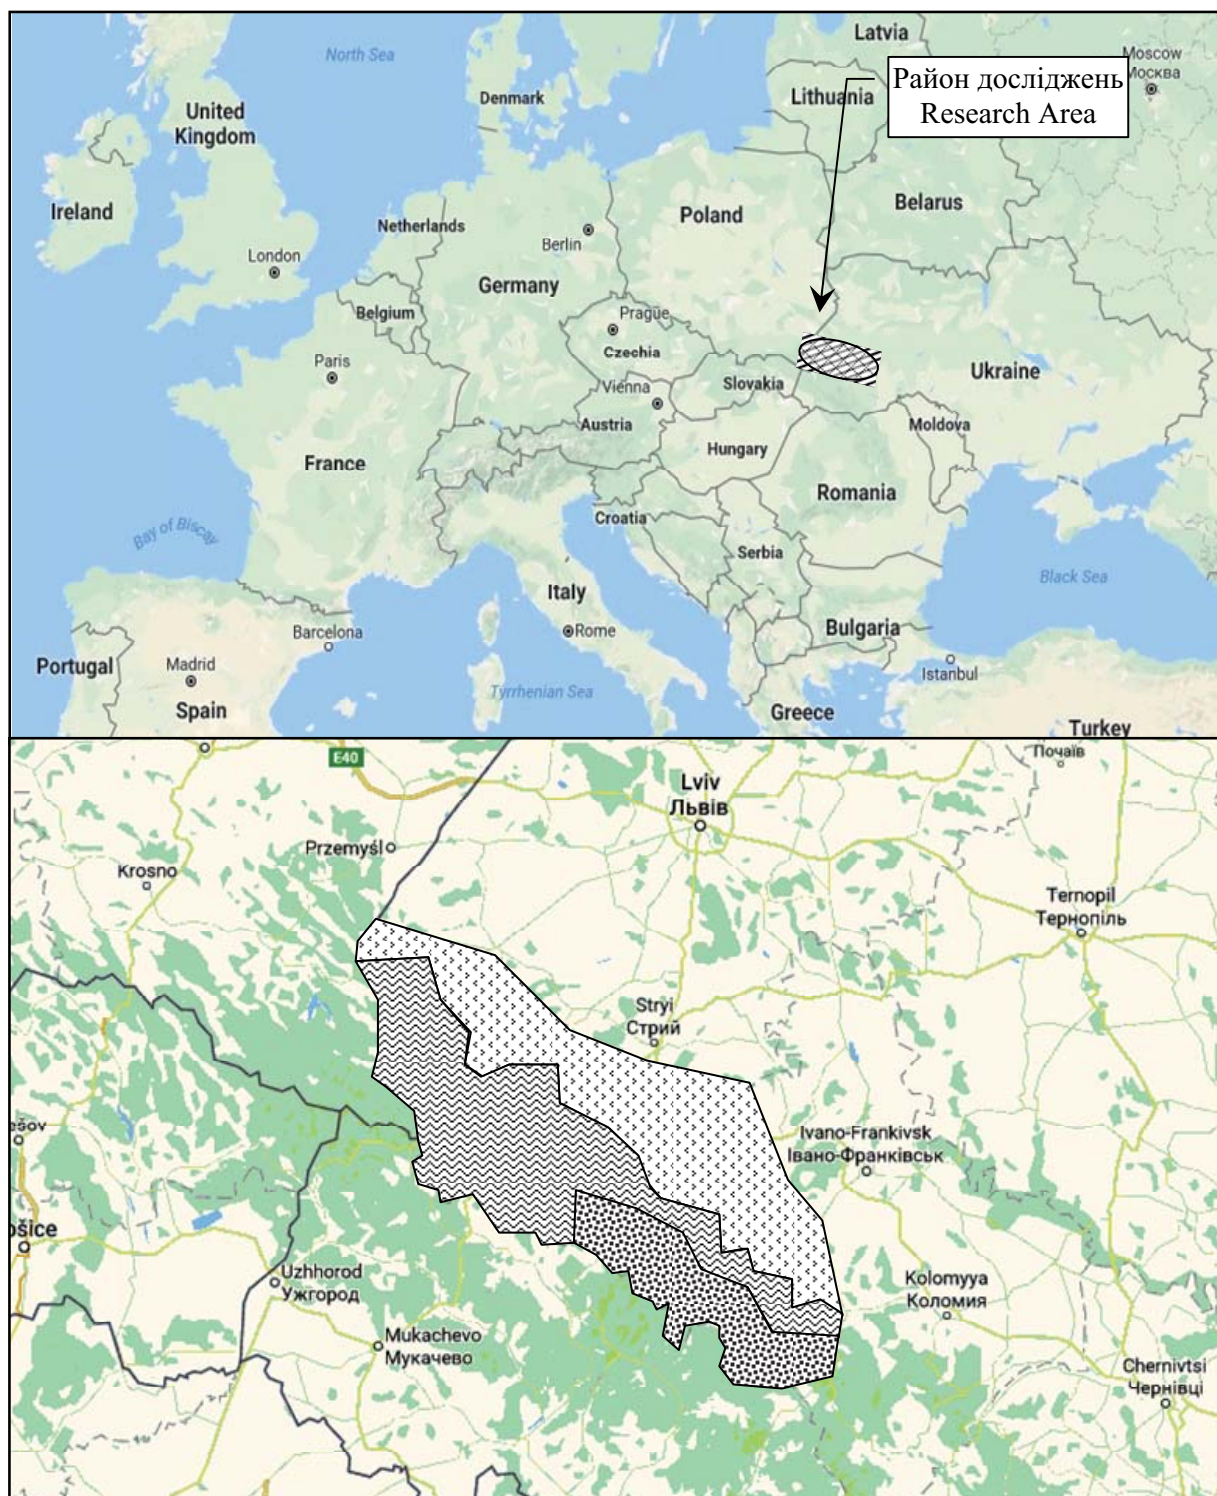 Latvia
North Sea
Moscow
Москва
Район досліджень
Research Area
Denmark
Lithuania
United
Kingdom
Ireland
Belarus
Netherlands
Poland
Berlin
London
Germany
Belgium
Prague
Czechia
Paris
Ukraine
Slovakia
Vienna
Austria
Moldova
Hungary
France
Romania
Croatia
Bay of Biscay
Serbia
Black Sea
Italy
Rome
Barcelona
Bulgaria
Portugal
Madrid
Istanbul
Tyrrhenian Sea
Spain
Greece
Turkey
E40
Почаїв
Lviv
Львів
Przemyśl
Krosno
Ternopil
Тернопіль
Stryi
Стрий
ešov
Ivano-Frankivsk
Івано-Франківськ
ošice
Uzhhorod
Ужгород
Kolomyya
Коломия
Mukachevo
Мукачево
Chernivtsi
Чернівці